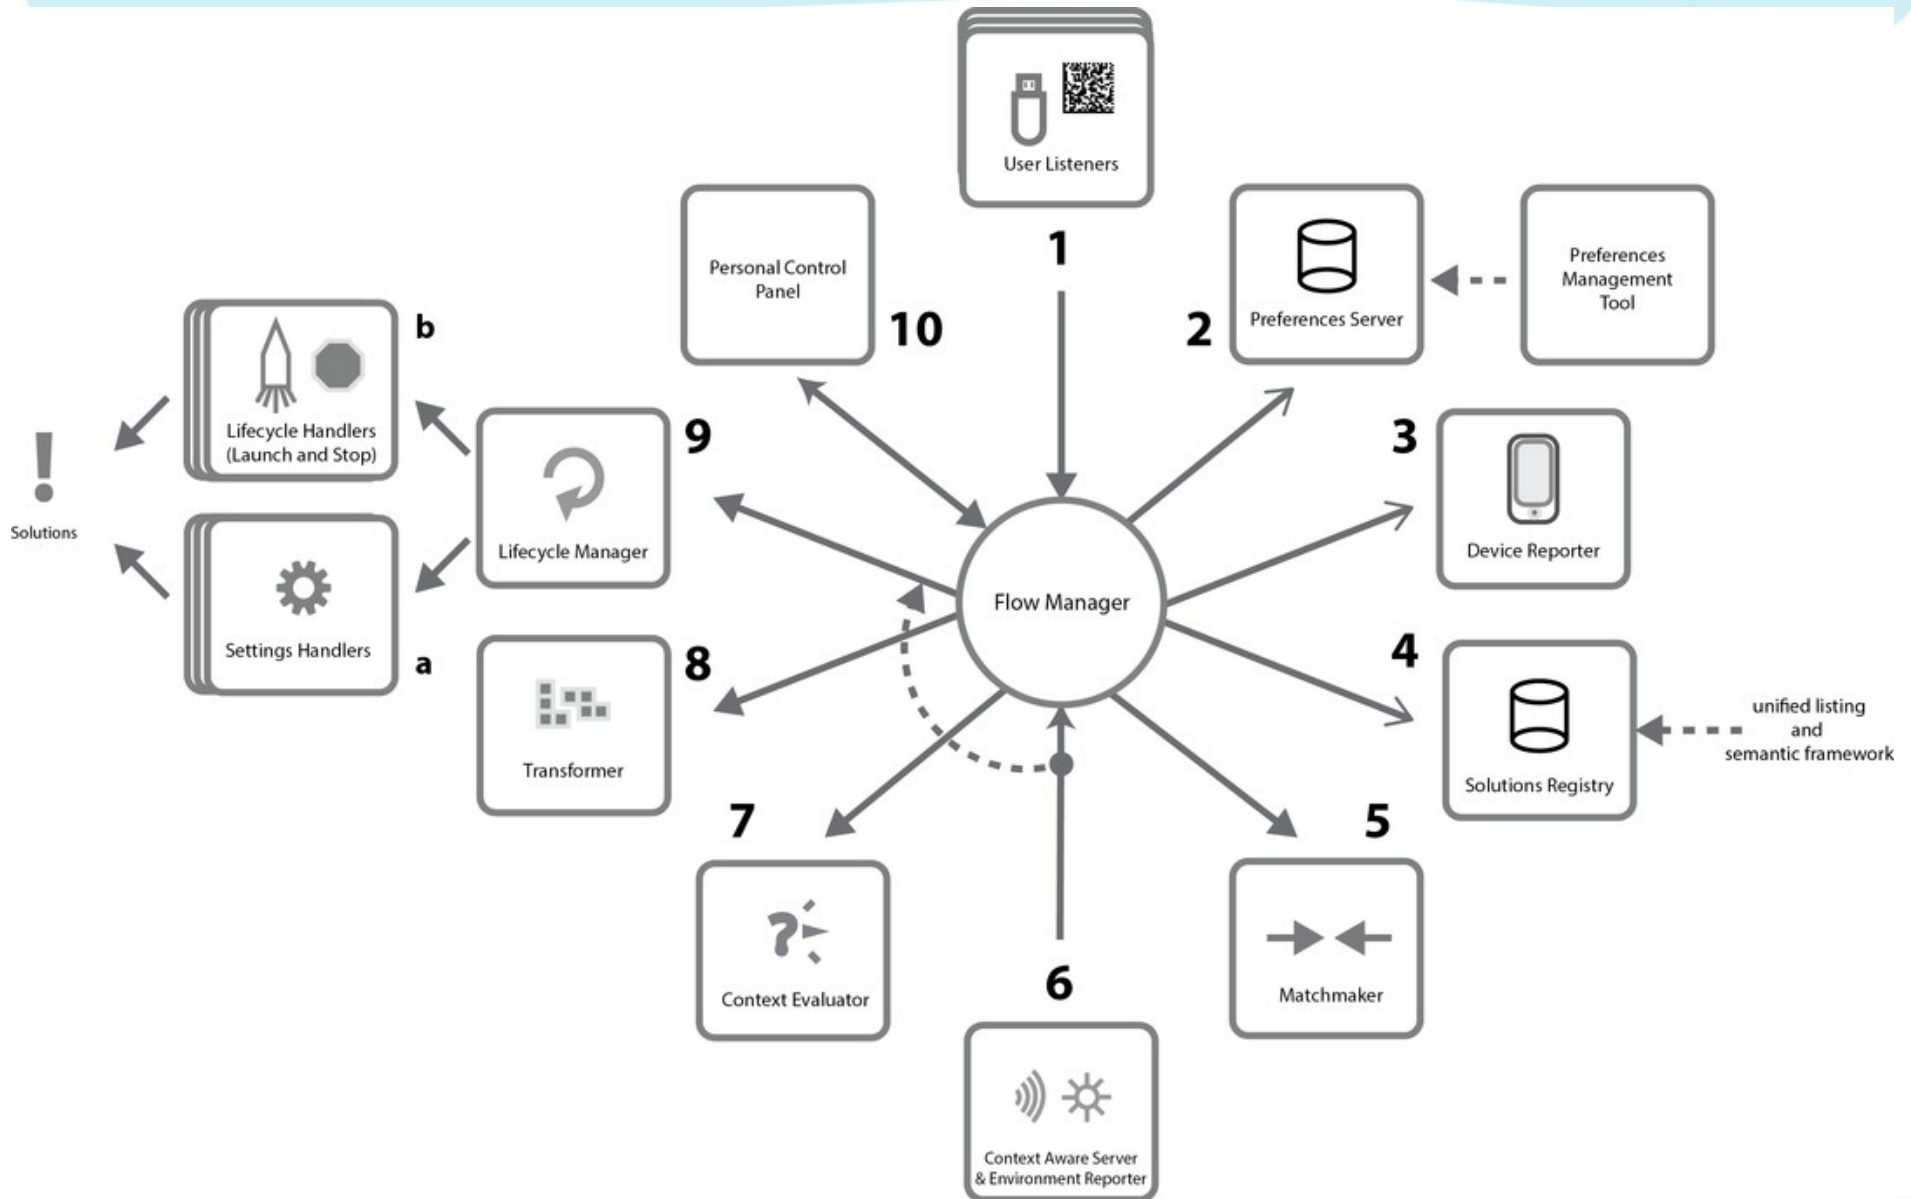 User Listeners
1
Personal Control
Panel
10
2
Preferences Server
Preferences
Management
Tool
b
Lifecycle Handlers
(Launch and Stop)
!
Solutions
9
Lifecycle Manager
3
Device Reporter
Flow Manager
Settings Handlers
a
8
Transformer
4
Solutions Registry
unified listing
and
semantic framework
7
?
Context Evaluator
6
5
Matchmaker
Context Aware Server
& Environment Reporter